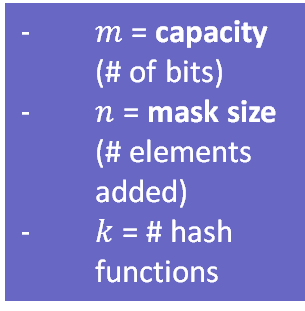 - m = capacity
(# of bits)
- n = mask size
(# elements
added)
- k = # hash
functions